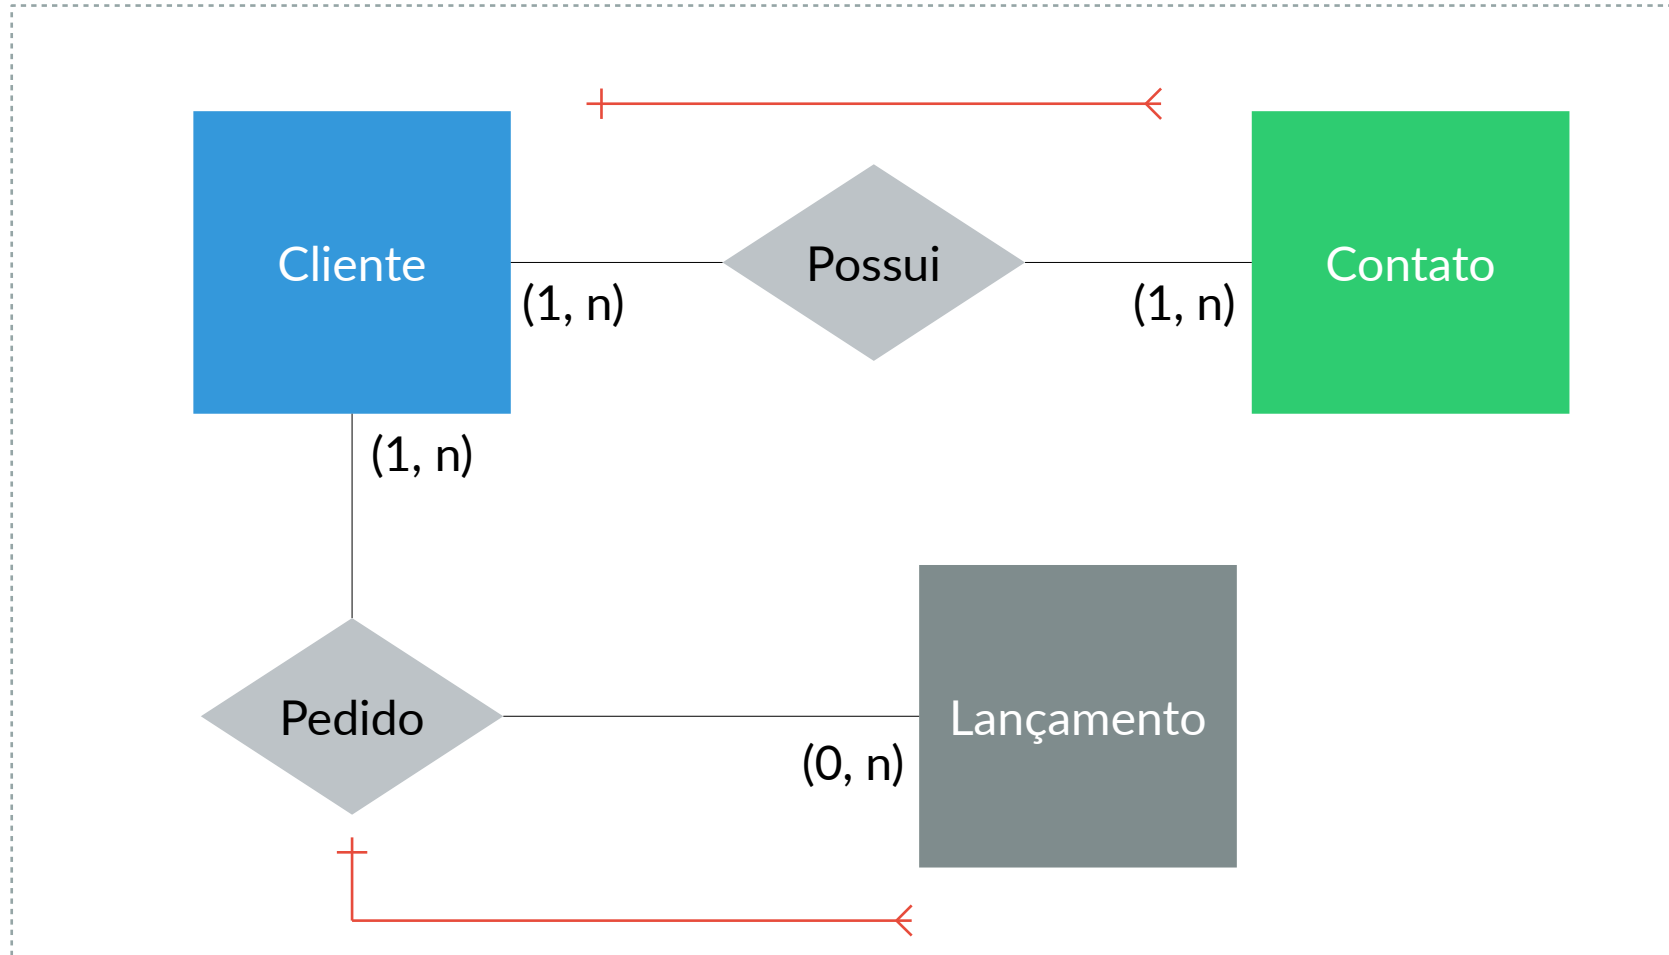 Cliente
Possui
Contato
(1, n)
(1, n)
(1, n)
Pedido
Lançamento
(0, n)